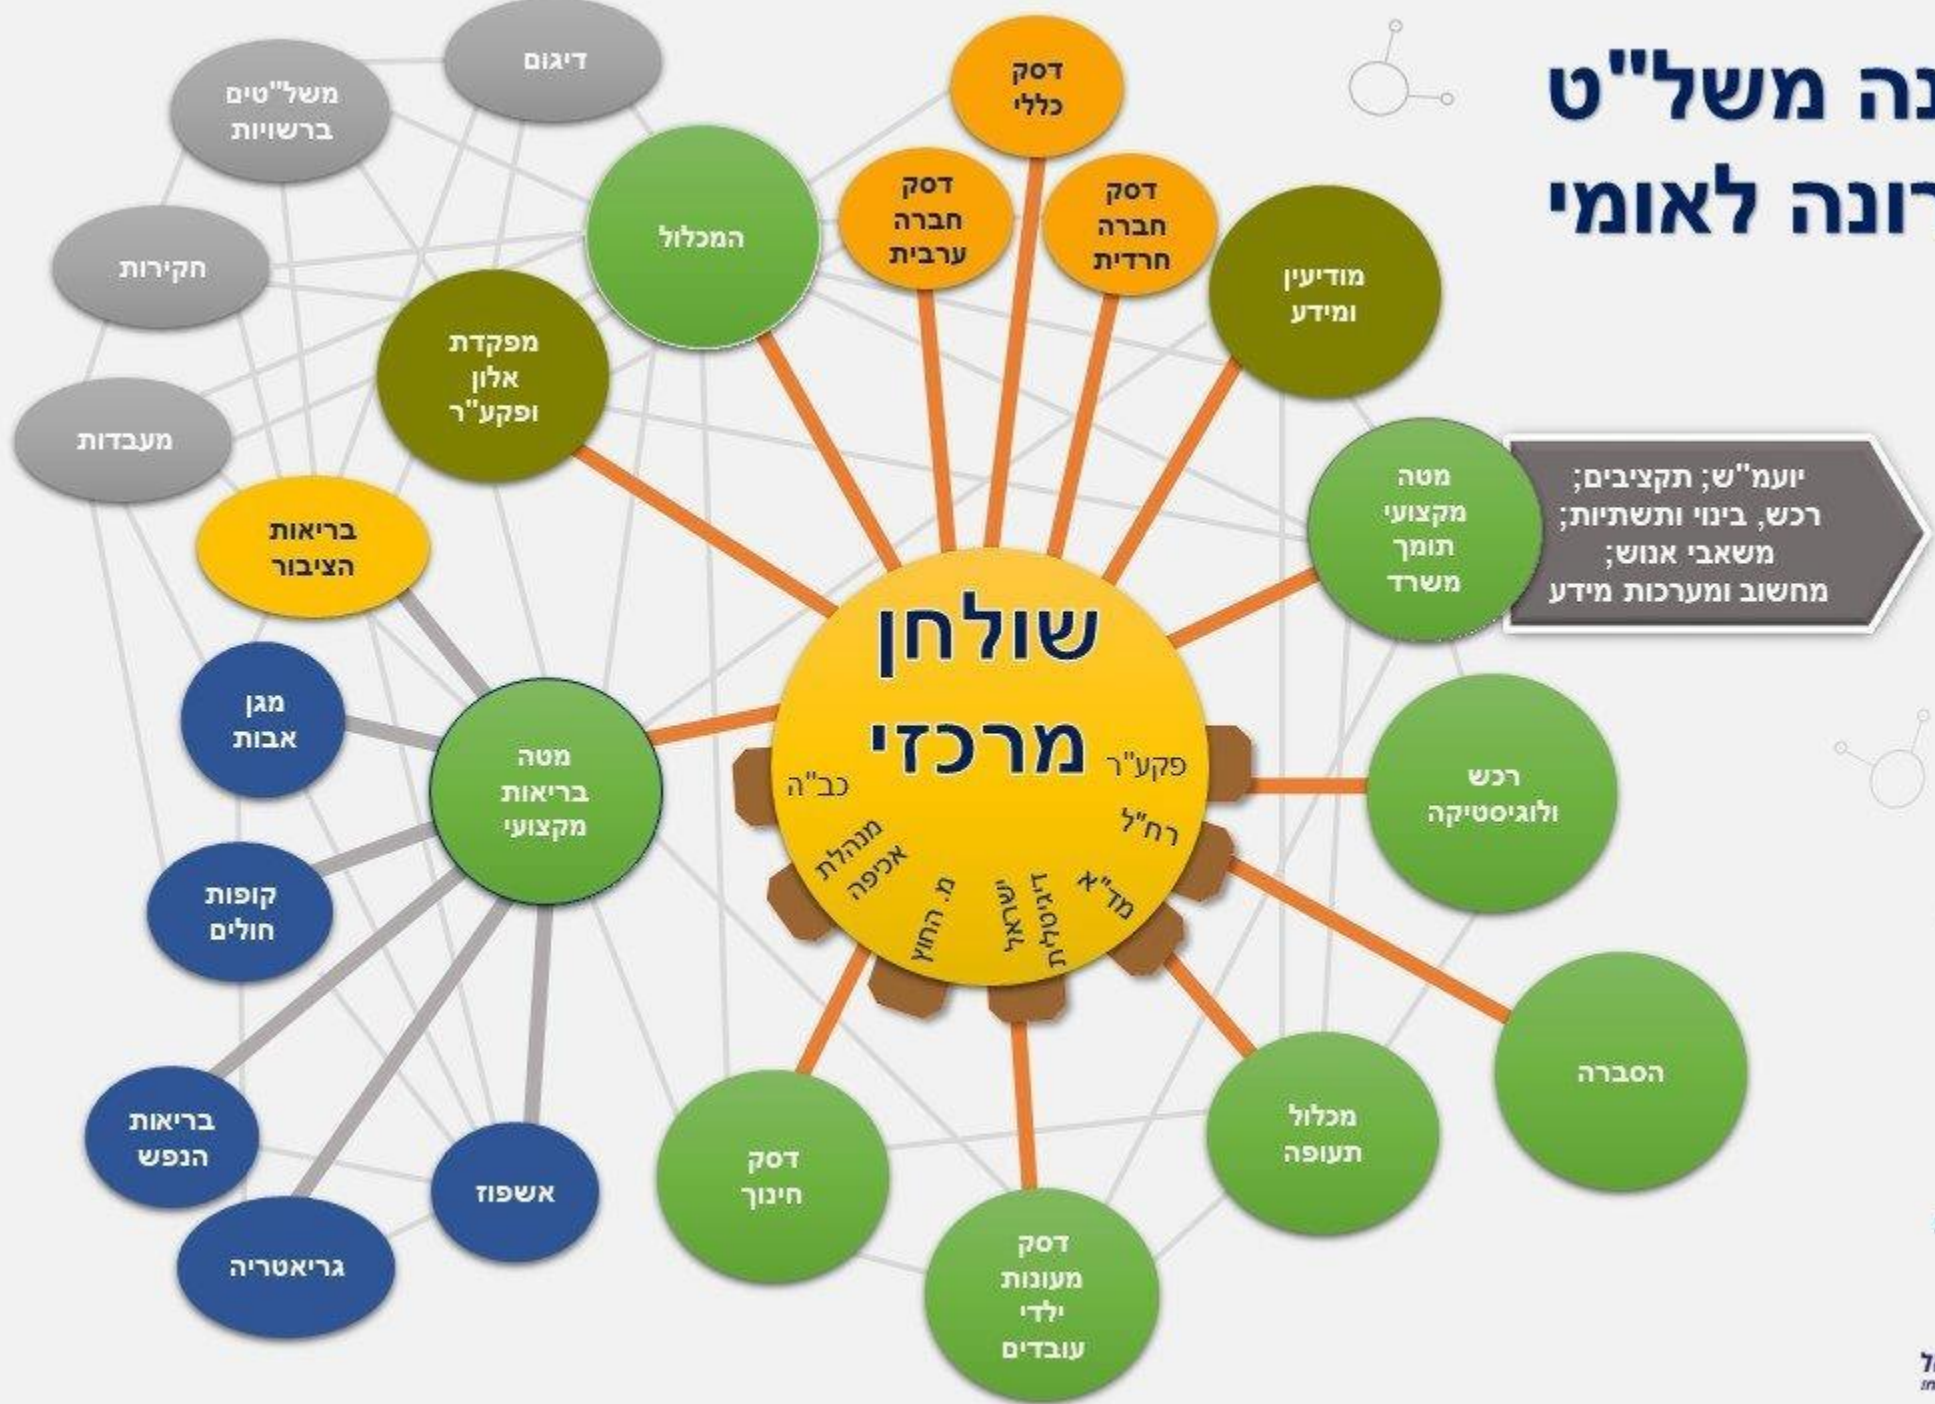 נה משל"ט
רונה לאומי
דיגום
משל"טים
ברשויות
חקירות
מעבדות
המכלול
דסק
כללי
דסק
חברה
ערבית
דסק
חברה
חרדית
מודיעין
ומידע
מפקדת
אלון
ופקע"ר
מטה
מקצועי
תומך
משרד
יועמ"ש; תקציבים;
רכש, בינוי ותשתיות;
משאבי אנוש;
מחשוב ומערכות מידע
בריאות
הציבור
מגן
אבות
קופות
חולים
בריאות
הנפש
גריאטריה
אשפוז
מטה
בריאות
מקצועי
שולחן
מרכזי
פקע"ר
רח"ל
מד"א
דיגיטלית
ישראל
מ. החוץ
מנהלת
אכיפה
כב"ה
רכש
ולוגיסטיקה
הסברה
מכלול
תעופה
דסק
מעונות
ילדי
עובדים
דסק
חינוך